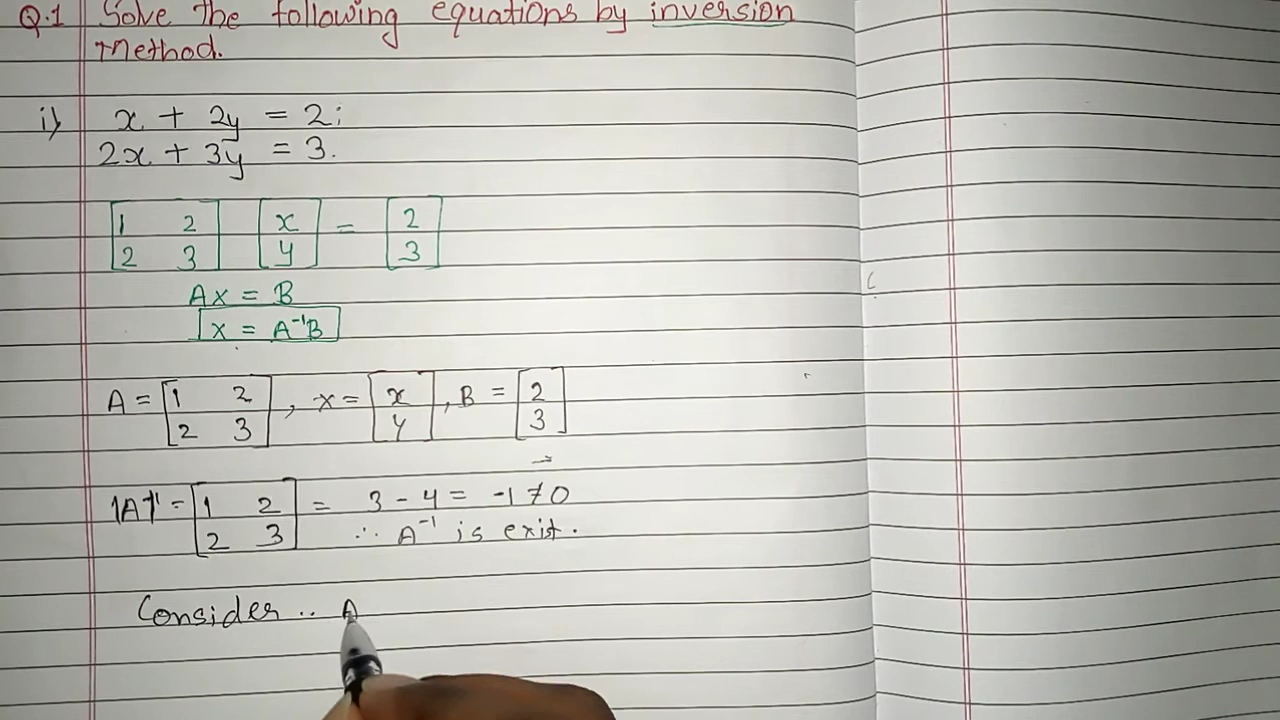 Q.1 Solve the following equations by inversion
Method.
i) x + 2y = 2;
2x + 3y = 3.
[1 2] [x] = [2]
[2 3] [y] [3]
Ax = B
x = A⁻¹B
A = [1 2], x = [x], B = [2]
[2 3] [y] [3]
|A| = [1 2] = 3 - 4 = -1 ≠ 0
[2 3] ∴ A⁻¹ is exist.
Consider .. A